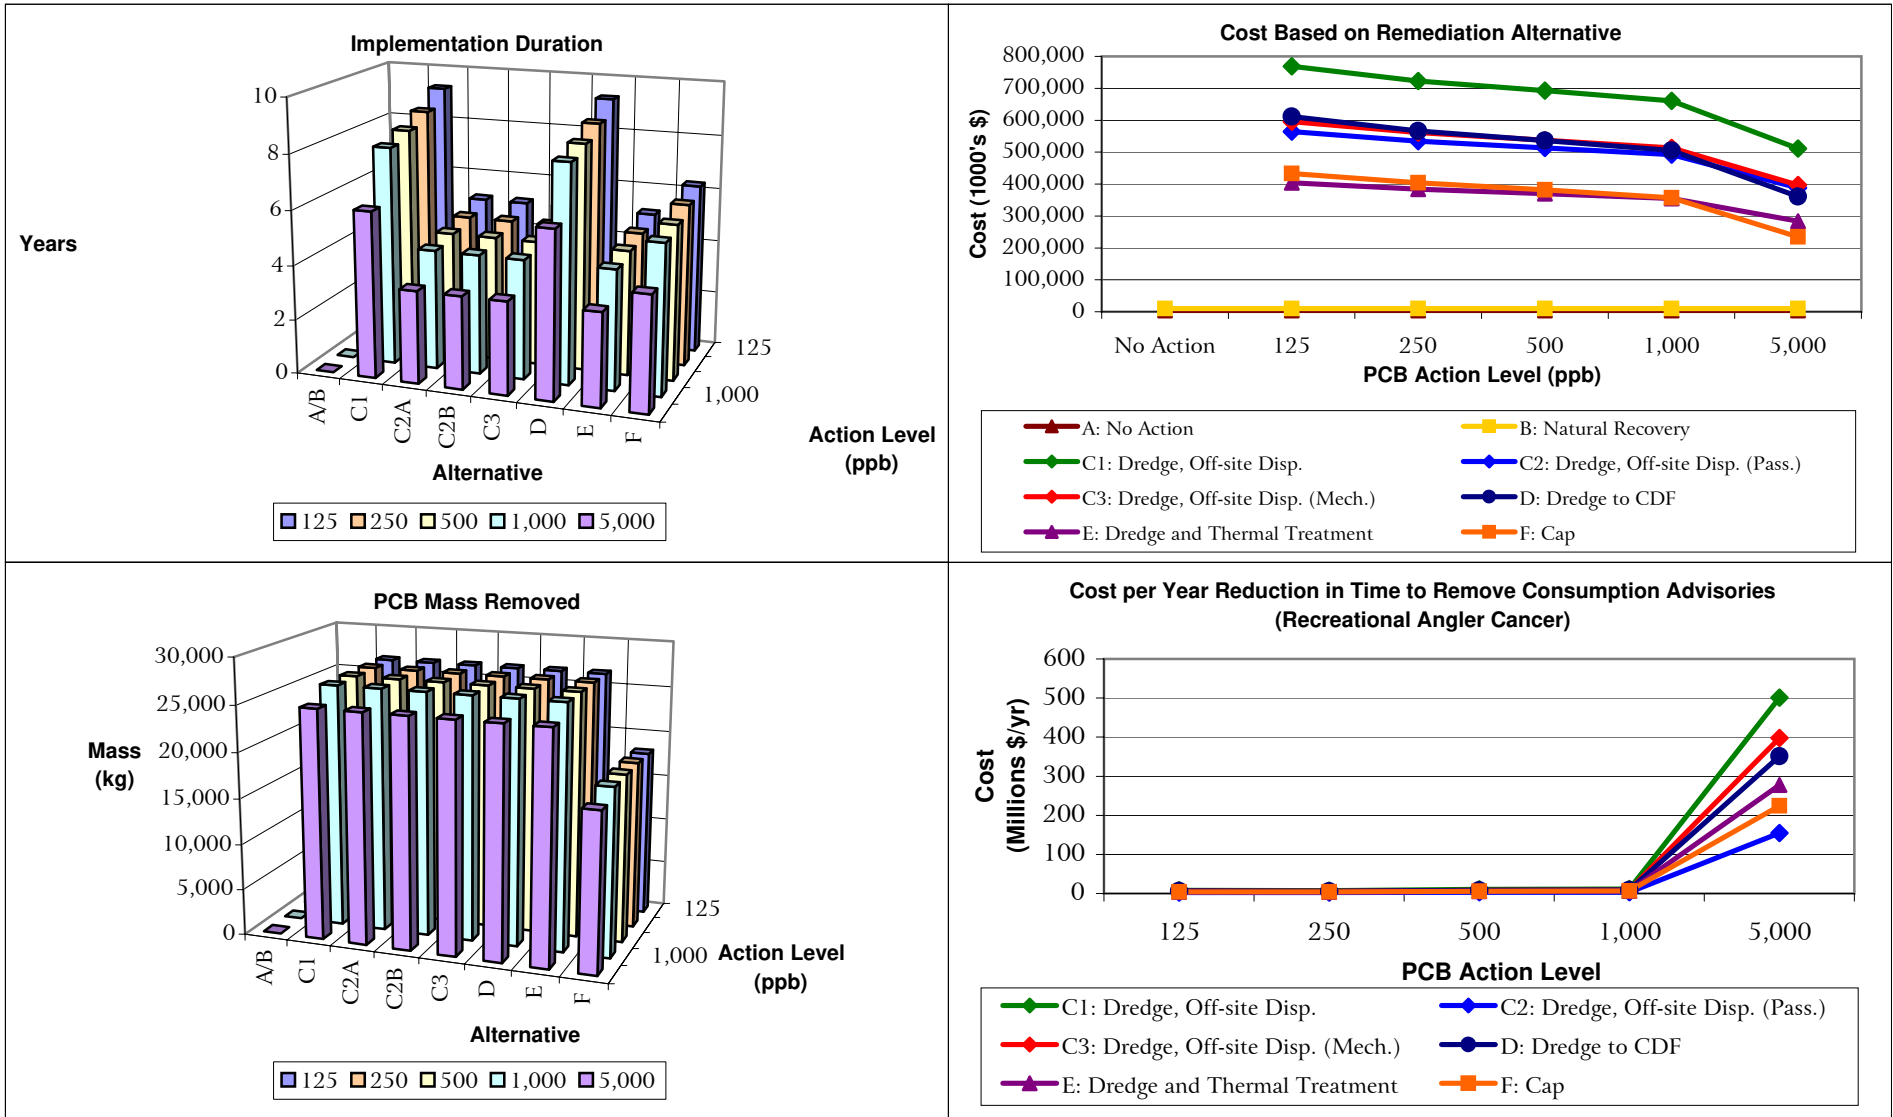 Implementation Duration
10
8
6
4
2
0
Years
A/B
C1
C2A
C2B
C3
D
E
F
125
1,000
Action Level
(ppb)
Alternative
125 250 500 1,000 5,000
Cost Based on Remediation Alternative
800,000
700,000
600,000
500,000
400,000
300,000
200,000
100,000
0
Cost (1000's $)
No Action 125 250 500 1,000 5,000
PCB Action Level (ppb)
A: No Action B: Natural Recovery
C1: Dredge, Off-site Disp. C2: Dredge, Off-site Disp. (Pass.)
C3: Dredge, Off-site Disp. (Mech.) D: Dredge to CDF
E: Dredge and Thermal Treatment F: Cap
PCB Mass Removed
30,000
25,000
20,000
15,000
10,000
5,000
0
Mass
(kg)
A/B
C1
C2A
C2B
C3
D
E
F
125
1,000
Action Level
(ppb)
Alternative
125 250 500 1,000 5,000
Cost per Year Reduction in Time to Remove Consumption Advisories
(Recreational Angler Cancer)
600
500
400
300
200
100
0
Cost
(Millions $/yr)
125 250 500 1,000 5,000
PCB Action Level
C1: Dredge, Off-site Disp. C2: Dredge, Off-site Disp. (Pass.)
C3: Dredge, Off-site Disp. (Mech.) D: Dredge to CDF
E: Dredge and Thermal Treatment F: Cap